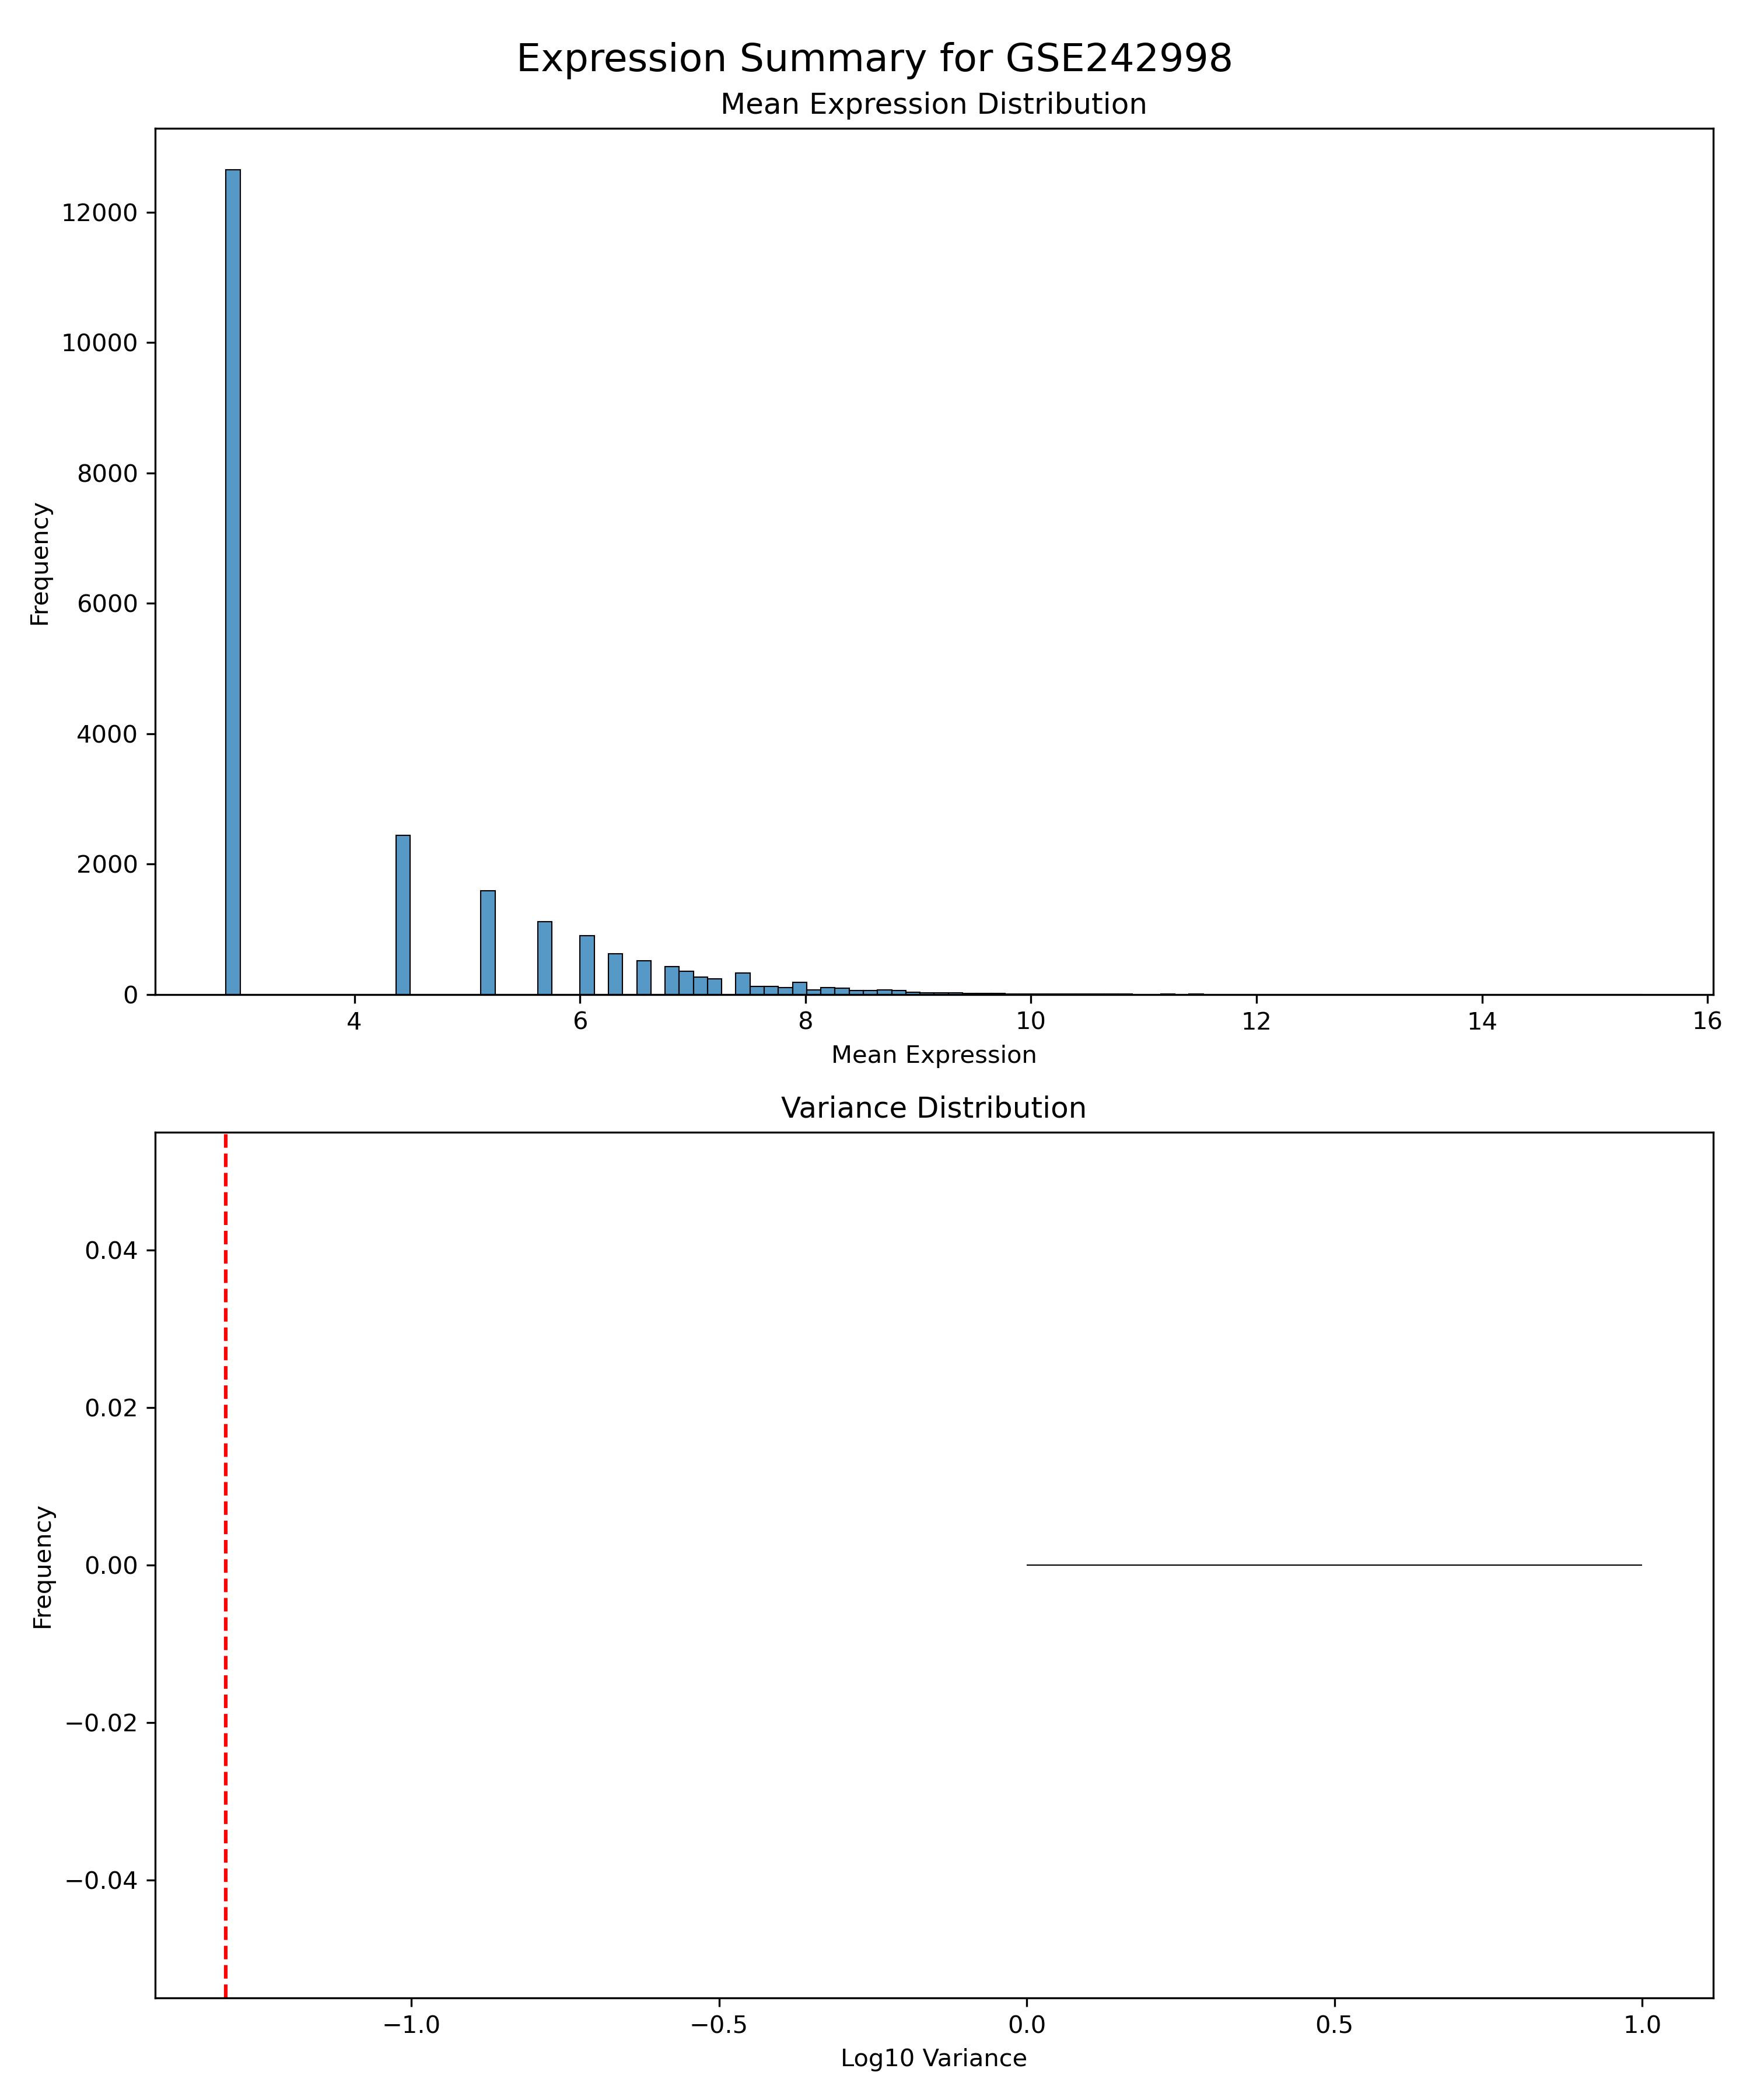 Expression Summary for GSE242998
Mean Expression Distribution
12000
10000
8000
6000
4000
2000
0
Frequency
4 6 8 10 12 14 16
Mean Expression
Variance Distribution
0.04
0.02
0.00
−0.02
−0.04
Frequency
−1.0 −0.5 0.0 0.5 1.0
Log10 Variance